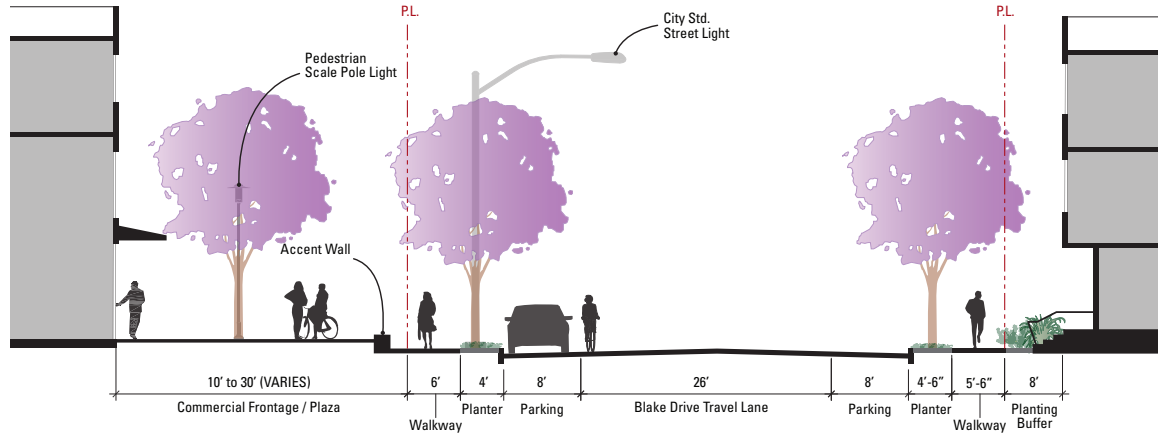 P.L.
City Std.
Street Light
P.L.
Pedestrian
Scale Pole Light
Accent Wall
10’ to 30’ (VARIES)
6’
4’
8’
26’
8’
4’-6”
5’-6”
8’
Commercial Frontage / Plaza
Walkway
Planter
Parking
Blake Drive Travel Lane
Parking
Planter
Walkway
Planting
Buffer